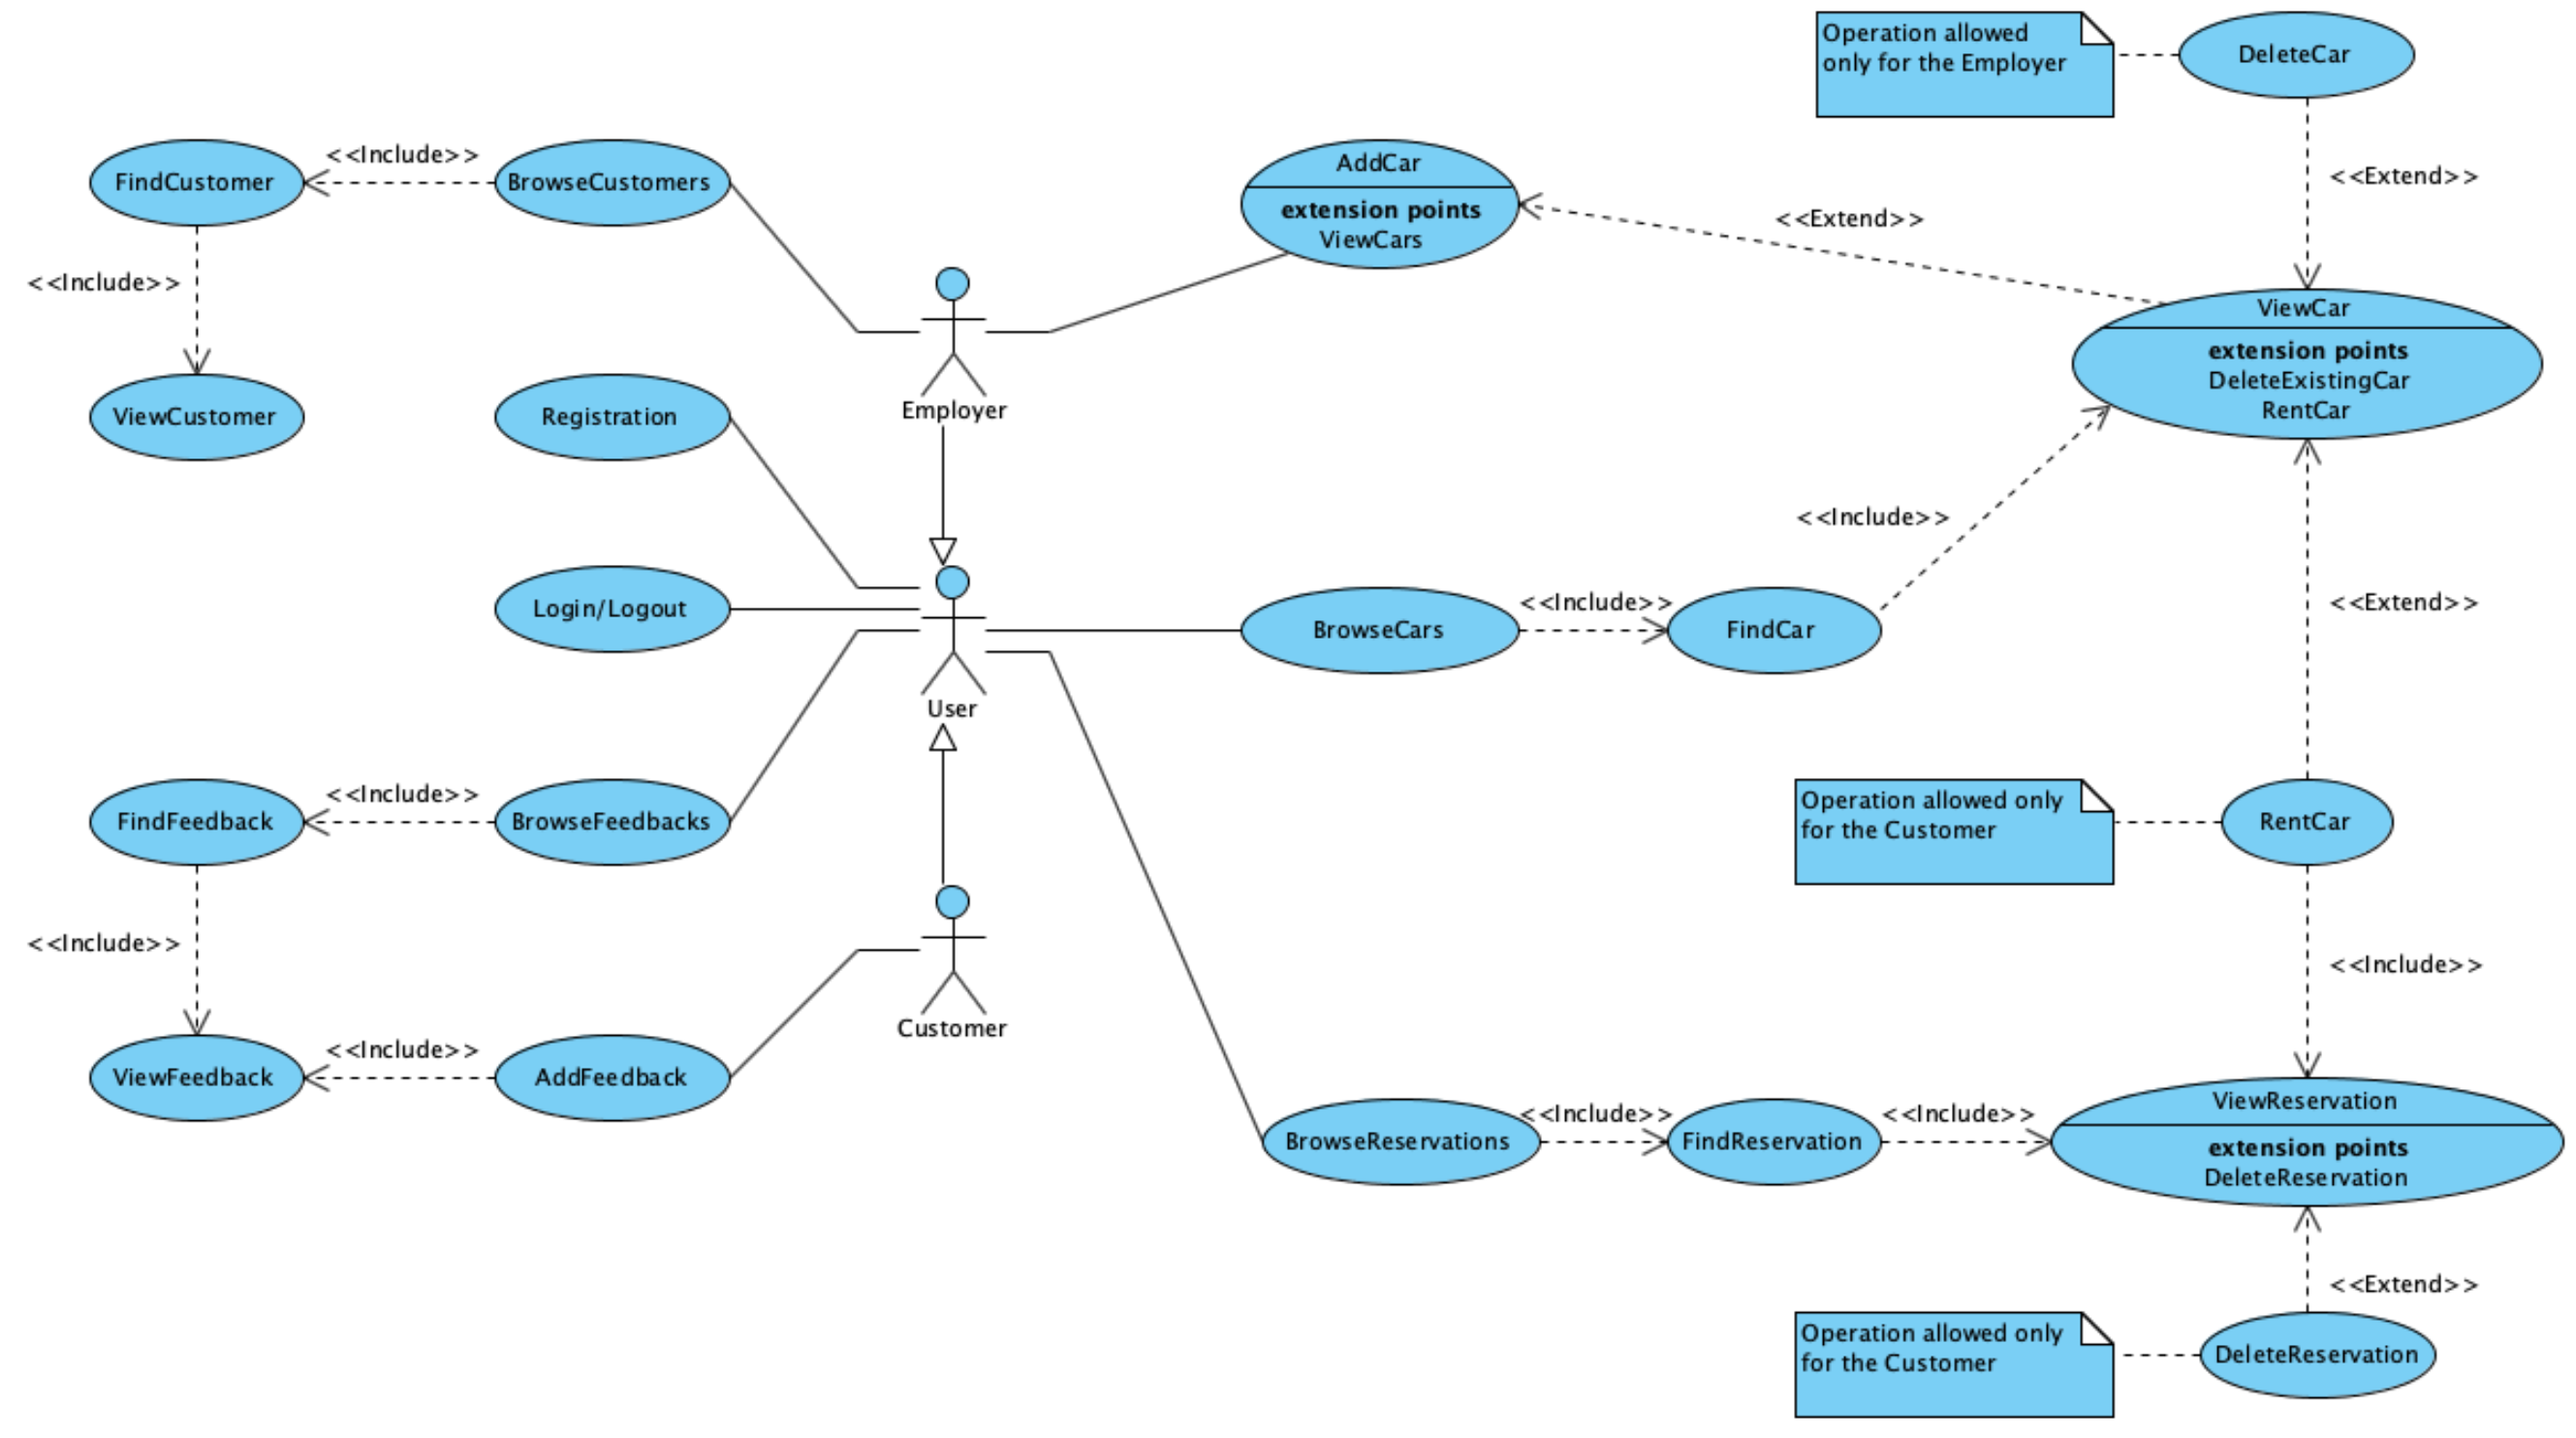 Operation allowed
only for the Employer
DeleteCar
<<Include>>
FindCustomer
BrowseCustomers
AddCar
extension points
ViewCars
<<Extend>>
<<Extend>>
<<Include>>
ViewCar
extension points
DeleteExistingCar
RentCar
ViewCustomer
Registration
Employer
<<Include>>
Login/Logout
BrowseCars
<<Include>>
FindCar
<<Extend>>
User
FindFeedback
<<Include>>
BrowseFeedbacks
Operation allowed only
for the Customer
RentCar
<<Include>>
<<Include>>
Customer
ViewFeedback
<<Include>>
AddFeedback
BrowseReservations
<<Include>>
FindReservation
<<Include>>
ViewReservation
extension points
DeleteReservation
<<Extend>>
Operation allowed only
for the Customer
DeleteReservation